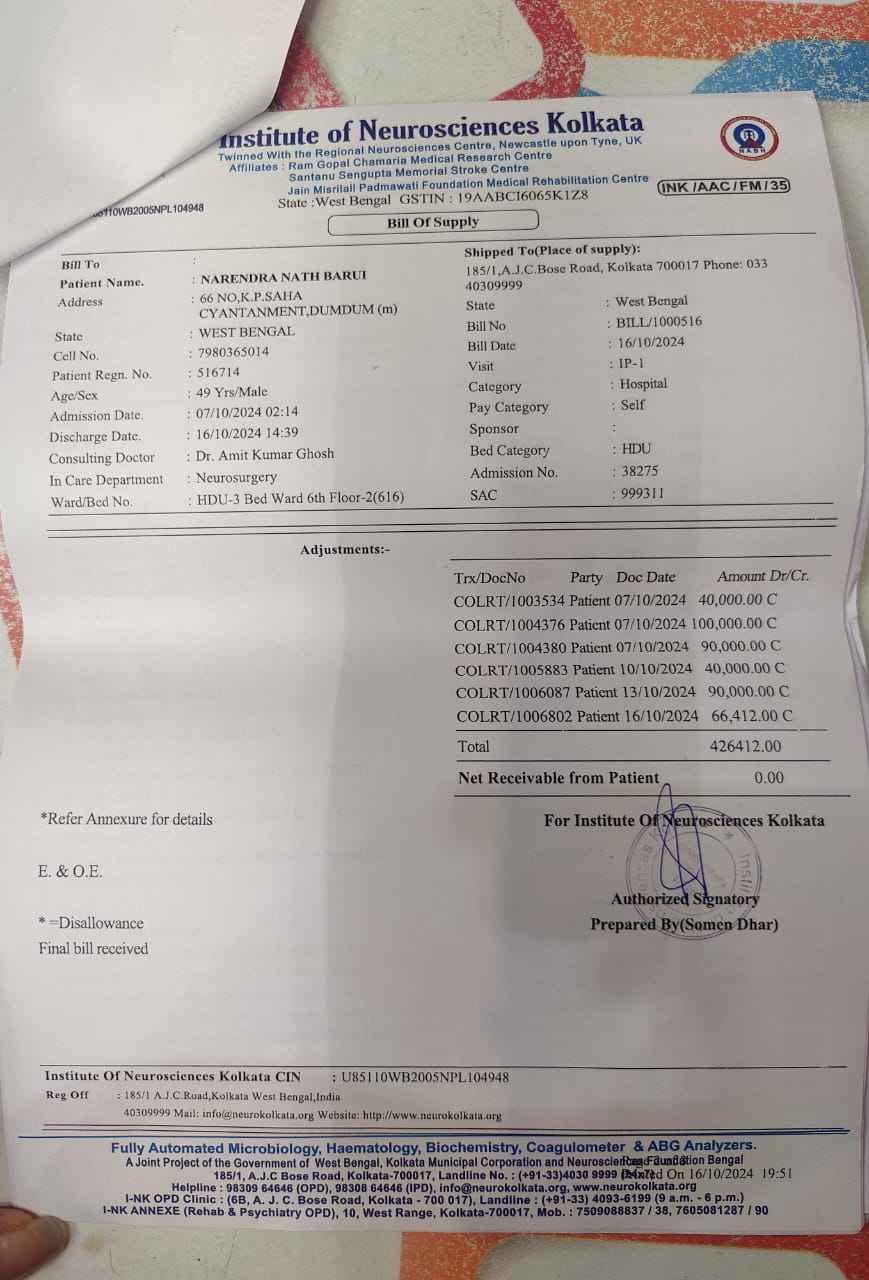 Institute of Neurosciences Kolkata
Twinned With the Regional Neurosciences Centre, Newcastle upon Tyne, UK
Affiliates : Ram Gopal Chamaria Medical Research Centre
Santanu Sengupta Memorial Stroke Centre
Jain Misrilall Padmawati Foundation Medical Rehabilitation Centre
INK /AAC / FM / 35
State :West Bengal GSTIN : 19AABCI6065K1Z8
85110WB2005NPL104948
Bill Of Supply
Bill To :
Patient Name. : NARENDRA NATH BARUI
Address : 66 NO,K.P.SAHA
CYANTANMENT,DUMDUM (m)
State : WEST BENGAL
Cell No. : 7980365014
Patient Regn. No. : 516714
Age/Sex : 49 Yrs/Male
Admission Date. : 07/10/2024 02:14
Discharge Date. : 16/10/2024 14:39
Consulting Doctor : Dr. Amit Kumar Ghosh
In Care Department : Neurosurgery
Ward/Bed No. : HDU-3 Bed Ward 6th Floor-2(616)
Shipped To(Place of supply):
185/1,A.J.C.Bose Road, Kolkata 700017 Phone: 033
40309999
State : West Bengal
Bill No : BILL/1000516
Bill Date : 16/10/2024
Visit : IP-1
Category : Hospital
Pay Category : Self
Sponsor :
Bed Category : HDU
Admission No. : 38275
SAC : 999311
Adjustments:-
Trx/DocNo Party Doc Date Amount Dr/Cr.
COLRT/1003534 Patient 07/10/2024 40,000.00 C
COLRT/1004376 Patient 07/10/2024 100,000.00 C
COLRT/1004380 Patient 07/10/2024 90,000.00 C
COLRT/1005883 Patient 10/10/2024 40,000.00 C
COLRT/1006087 Patient 13/10/2024 90,000.00 C
COLRT/1006802 Patient 16/10/2024 66,412.00 C
Total 426412.00
Net Receivable from Patient 0.00
*Refer Annexure for details
For Institute Of Neurosciences Kolkata
E. & O.E.
Authorized Signatory
* =Disallowance
Prepared By(Somen Dhar)
Final bill received
Institute Of Neurosciences Kolkata CIN : U85110WB2005NPL104948
Reg Off : 185/1 A.J.C.Road,Kolkata West Bengal,India
40309999 Mail: info@neurokolkata.org Website: http://www.neurokolkata.org
Fully Automated Microbiology, Haematology, Biochemistry, Coagulometer & ABG Analyzers.
A Joint Project of the Government of West Bengal, Kolkata Municipal Corporation and Neurosciences Foundation Bengal
185/1, A.J.C Bose Road, Kolkata-700017, Landline No. : (+91-33)4030 9999 (24x7)
Printed On 16/10/2024 19:51
Helpline : 98309 64646 (OPD), 98308 64646 (IPD), info@neurokolkata.org, www.neurokolkata.org
I-NK OPD Clinic : (6B, A. J. C. Bose Road, Kolkata - 700 017), Landline : (+91-33) 4093-6199 (9 a.m. - 6 p.m.)
I-NK ANNEXE (Rehab & Psychiatry OPD), 10, West Range, Kolkata-700017, Mob. : 7509088837 / 38, 7605081287 / 90